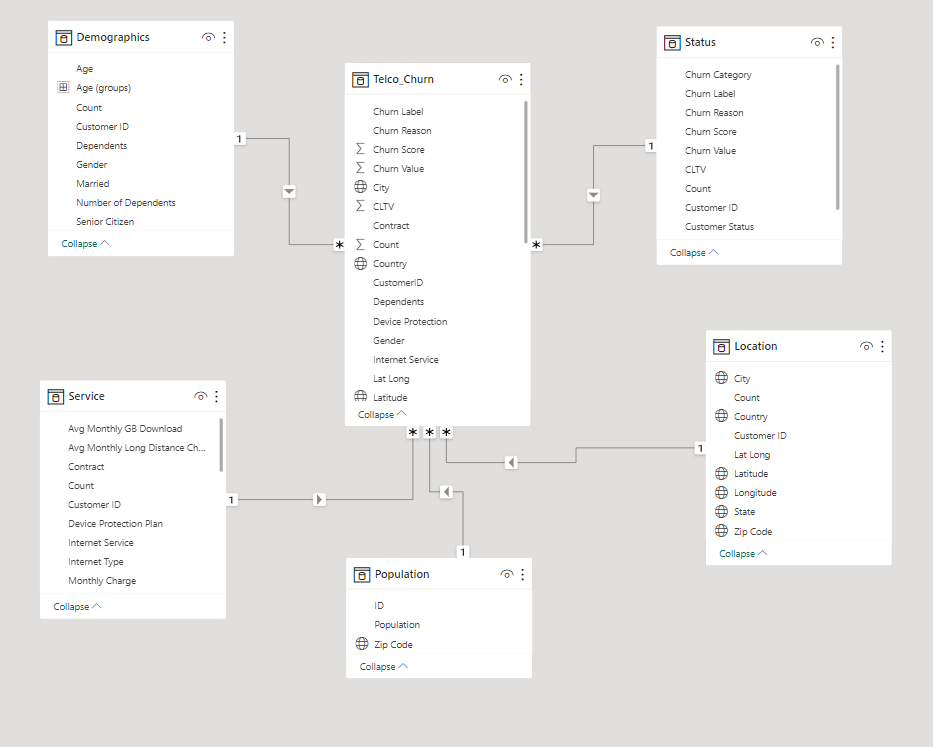 Demographics
Age
Age (groups)
Count
Customer ID
Dependents
Gender
Married
Number of Dependents
Senior Citizen
Collapse
1
*
Telco_Churn
Churn Label
Churn Reason
Churn Score
Churn Value
City
CLTV
Contract
Count
Country
CustomerID
Dependents
Device Protection
Gender
Internet Service
Lat Long
Latitude
Collapse
* * *
Status
Churn Category
Churn Label
Churn Reason
Churn Score
Churn Value
CLTV
Count
Customer ID
Customer Status
Collapse
1
*
Service
Avg Monthly GB Download
Avg Monthly Long Distance Ch...
Contract
Count
Customer ID
Device Protection Plan
Internet Service
Internet Type
Monthly Charge
Collapse
1
Location
City
Count
Country
Customer ID
Lat Long
Latitude
Longitude
State
Zip Code
Collapse
1
1
Population
ID
Population
Zip Code
Collapse